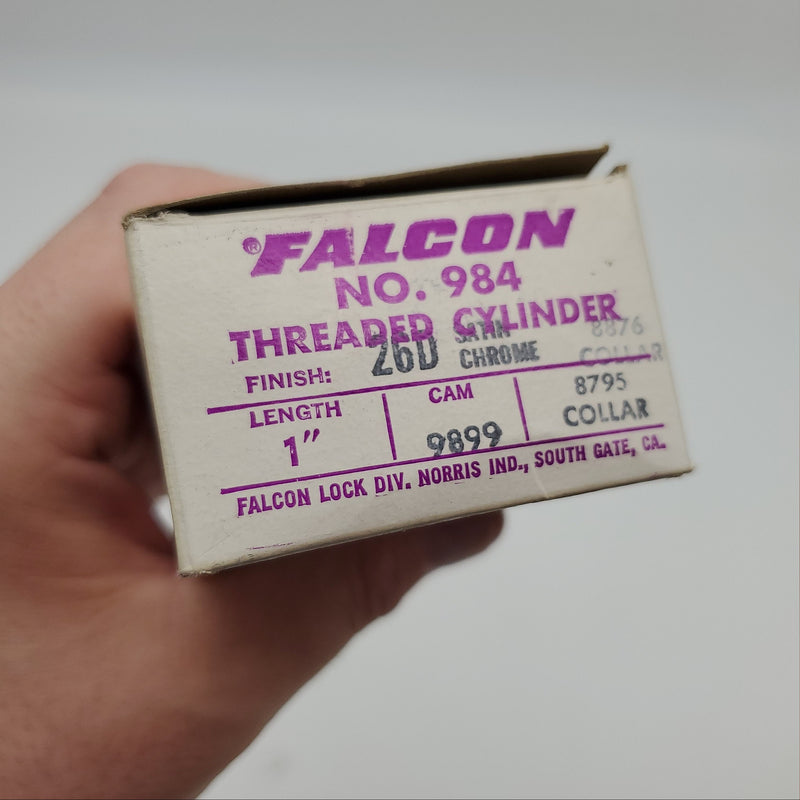 ® FALCON
NO. 984
THREADED CYLINDER
FINISH: 26D SATIN CHROME 8876 COLLAR
LENGTH CAM 8795
1" 9899 COLLAR
FALCON LOCK DIV. NORRIS IND., SOUTH GATE, CA.